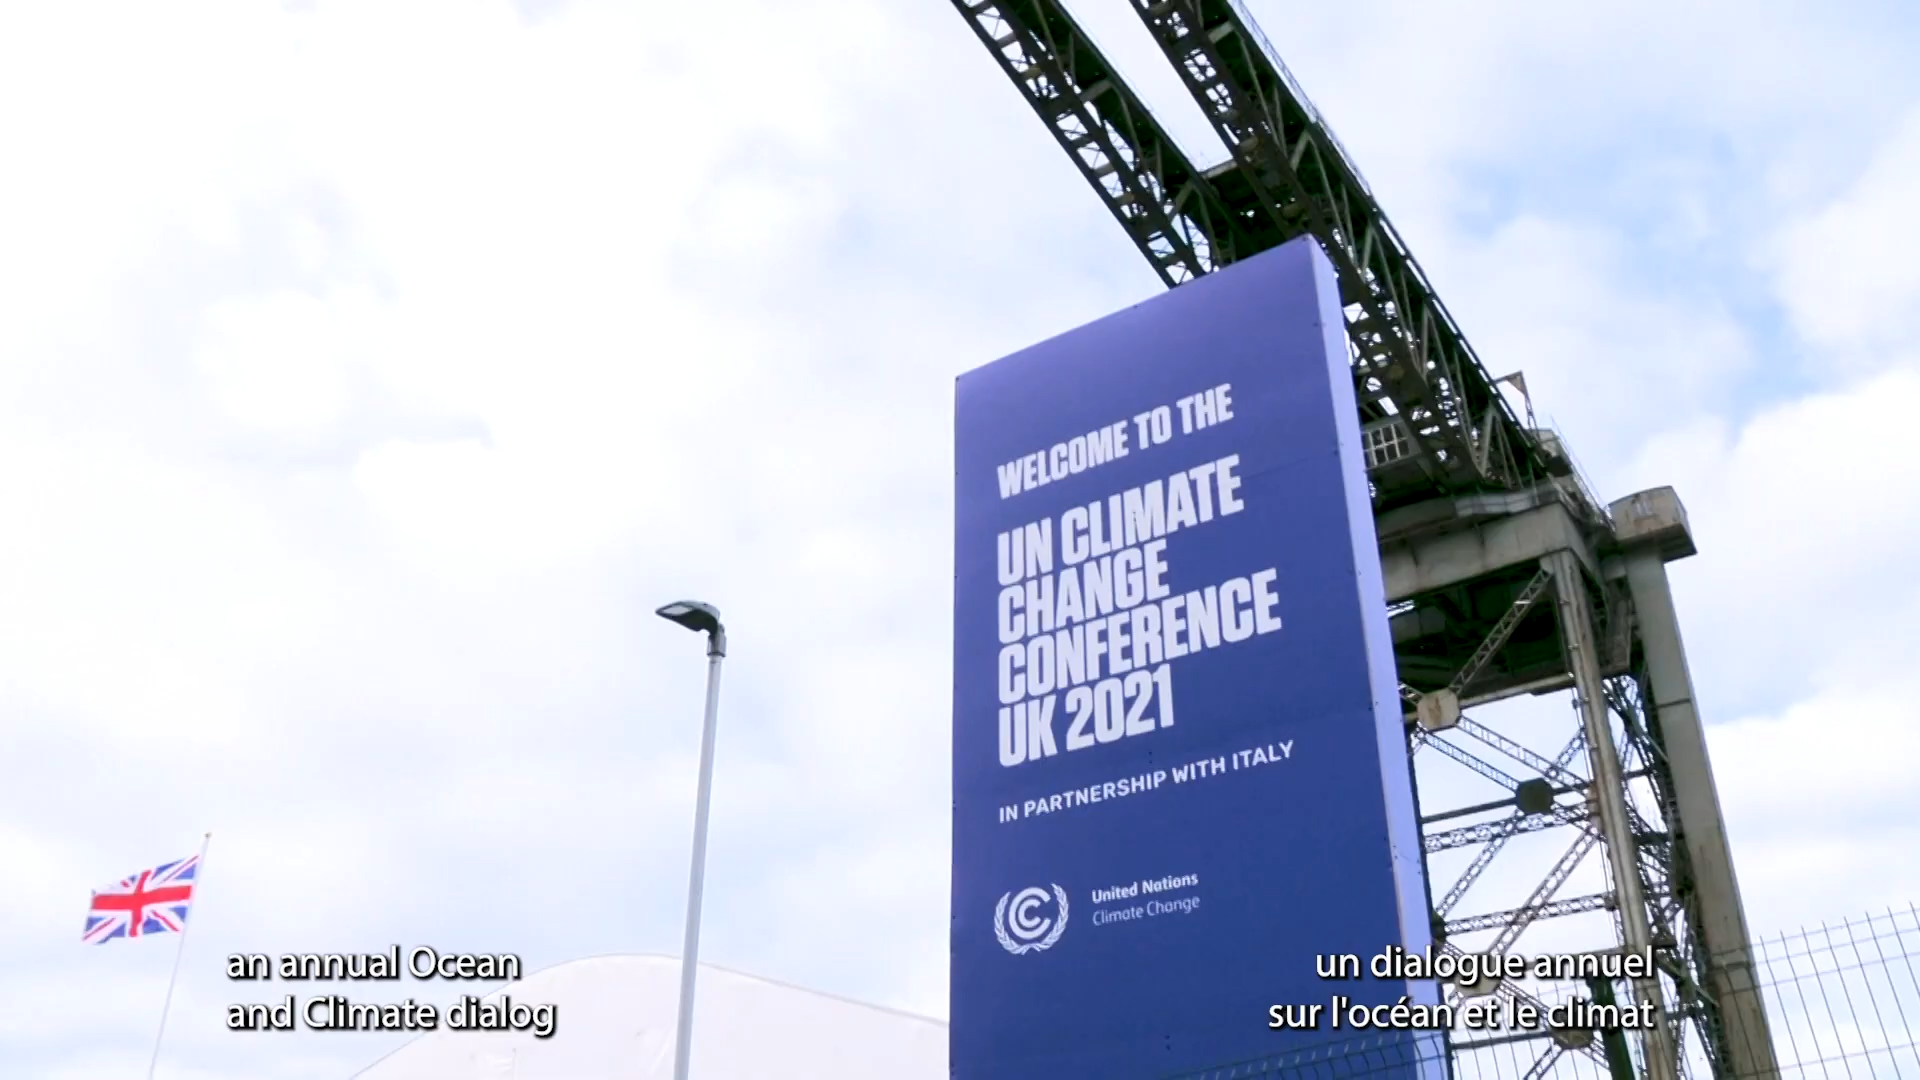 WELCOME TO THE
UN CLIMATE
CHANGE
CONFERENCE
UK 2021
IN PARTNERSHIP WITH ITALY
United Nations
Climate Change
an annual Ocean
and Climate dialog
un dialogue annuel
sur l'océan et le climat